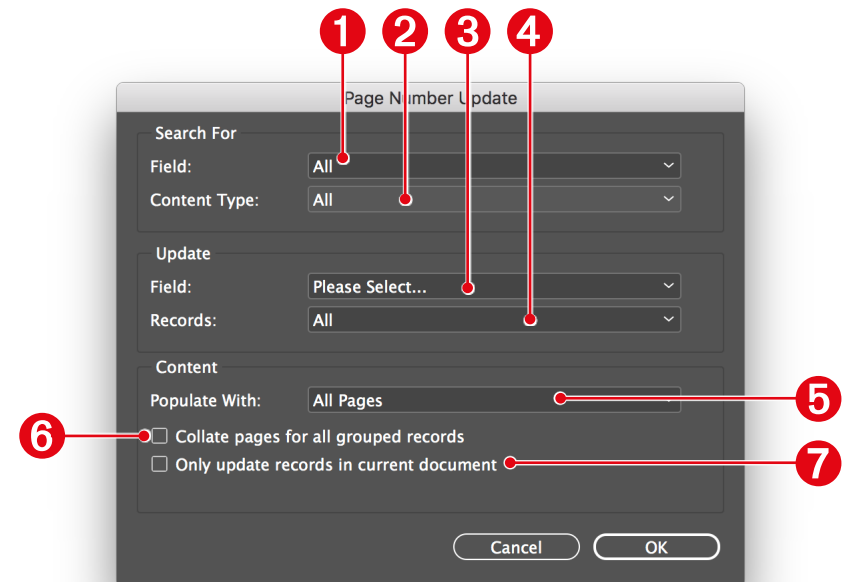 1 2 3 4
Page Number Update
Search For
Field: All
Content Type: All
Update
Field: Please Select...
Records: All
Content
Populate With: All Pages
5
6
Collate pages for all grouped records
Only update records in current document
7
Cancel OK